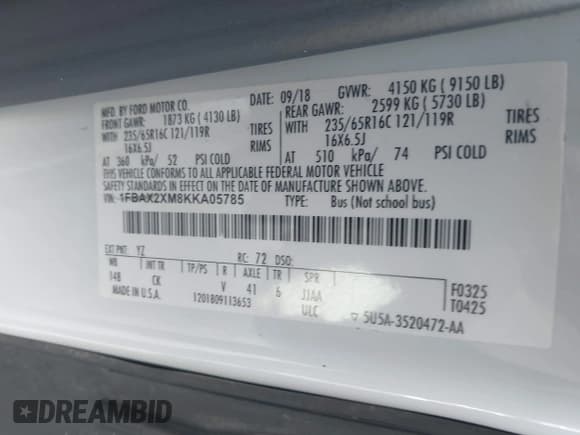 MFD. BY FORD MOTOR CO.
DATE: 09/18 GVWR: 4150 KG ( 9150 LB)
FRONT GAWR: 1873 KG ( 4130 LB)
REAR GAWR: 2599 KG ( 5730 LB)
WITH 235/65R16C 121/119R TIRES
WITH 235/65R16C 121/119R TIRES
16X6.5J RIMS
16X6.5J RIMS
AT 360 kPa/ 52 PSI COLD
AT 510 kPa/ 74 PSI COLD
THIS VEHICLE CONFORMS TO ALL APPLICABLE FEDERAL MOTOR VEHICLE
SAFETY STANDARDS IN EFFECT ON THE DATE OF MANUFACTURE SHOWN ABOVE.
VIN: 1FBAX2XM8KKA05785
TYPE: Bus (Not School Bus)
EXT PNT: YZ RC: 72 DSO:
WB INT TR TP/PS R AXLE TR SPR
148 CK V 41 6 JJAA
F0325
T0425
MADE IN U.S.A. 1201809113653 ULC
▽ 5U5A-3520472-AA
DREAMBID